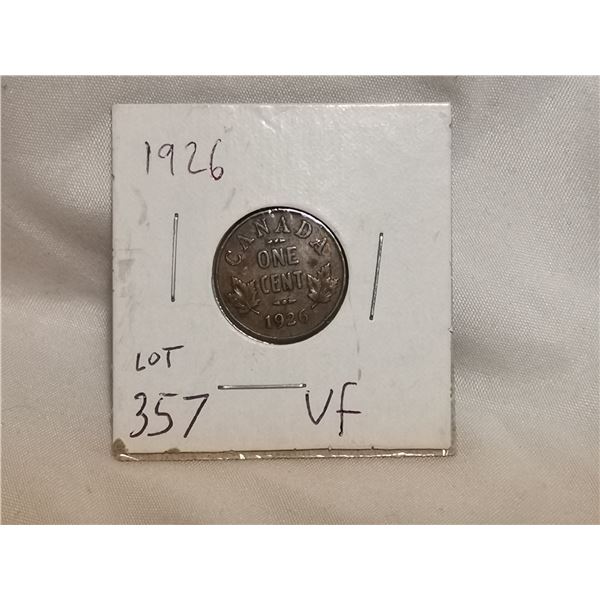 1926
CANADA
ONE
CENT
1926
LOT
357 VF